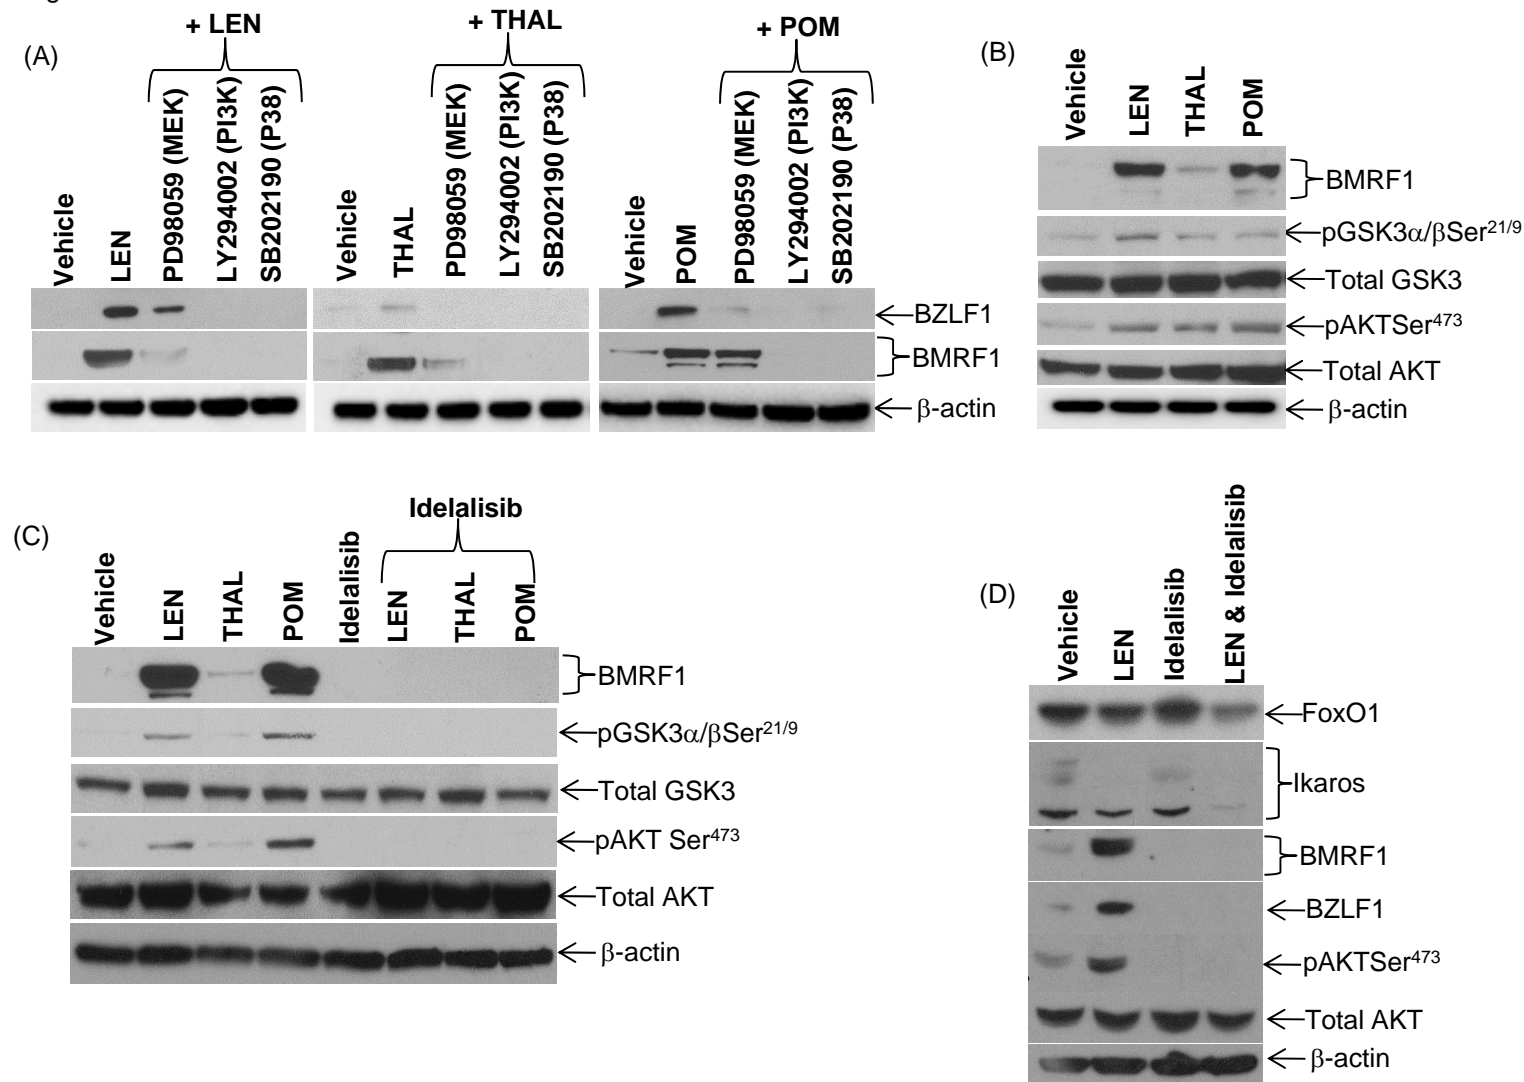 (A)
+ LEN
+ THAL
+ POM
Vehicle
LEN
PD98059 (MEK)
LY294002 (PI3K)
SB202190 (P38)
Vehicle
THAL
PD98059 (MEK)
LY294002 (PI3K)
SB202190 (P38)
Vehicle
POM
PD98059 (MEK)
LY294002 (PI3K)
SB202190 (P38)
BZLF1
BMRF1
β-actin
(B)
Vehicle
LEN
THAL
POM
BMRF1
pGSK3α/βSer21/9
Total GSK3
pAKTSer473
Total AKT
β-actin
(C)
Idelalisib
Vehicle
LEN
THAL
POM
Idelalisib
LEN
THAL
POM
BMRF1
pGSK3α/βSer21/9
Total GSK3
pAKT Ser473
Total AKT
β-actin
(D)
Vehicle
LEN
Idelalisib
LEN & Idelalisib
FoxO1
Ikaros
BMRF1
BZLF1
pAKTSer473
Total AKT
β-actin